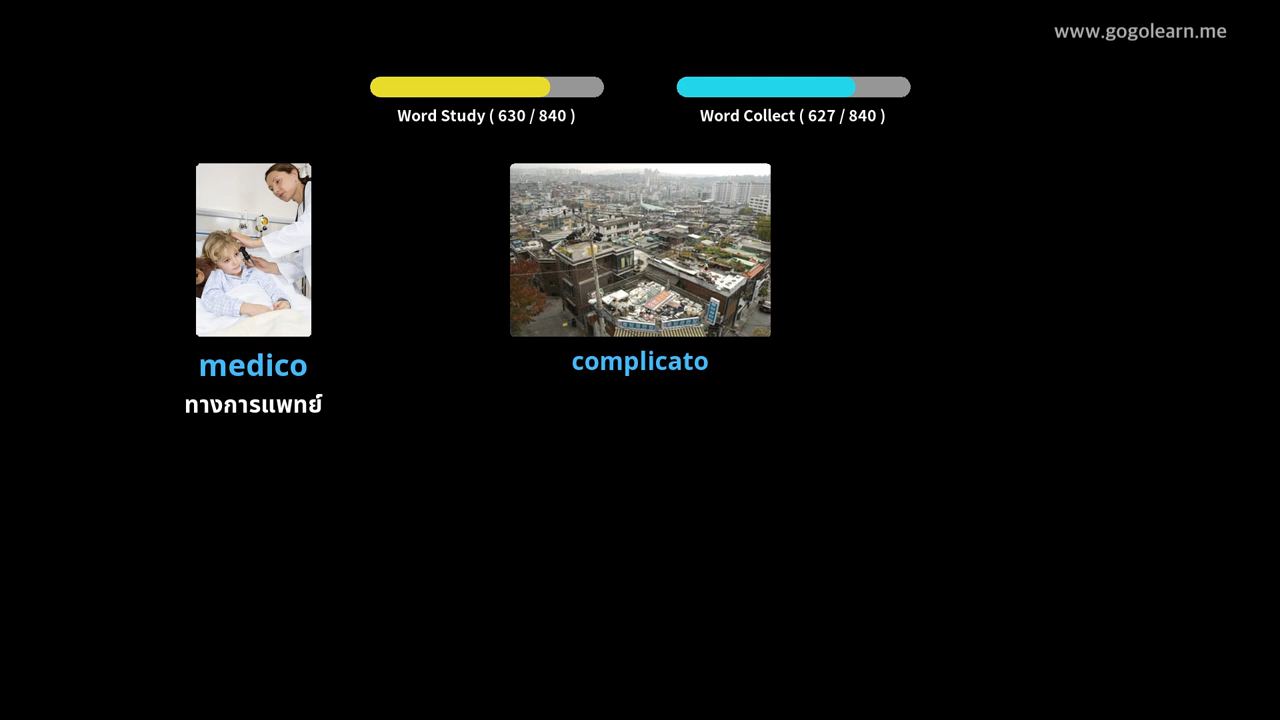 www.gogolearn.me
Word Study ( 630 / 840 )
Word Collect ( 627 / 840 )
medico
ทางการแพทย์
complicato